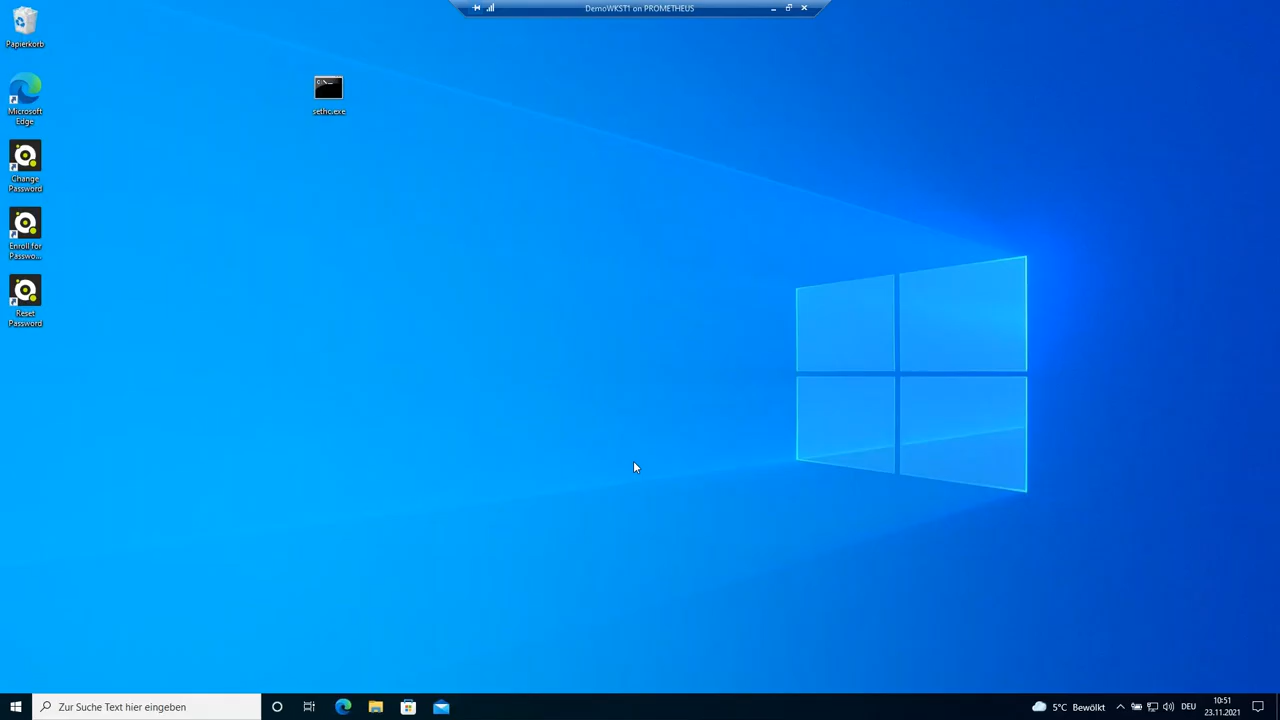 DemoWKST1 on PROMETHEUS
Papierkorb
Microsoft
Edge
Change
Password
Enroll for
Passwo...
Reset
Password
sethc.exe
C:\.
Zur Suche Text hier eingeben
5°C Bewölkt
DEU
10:51
23.11.2021